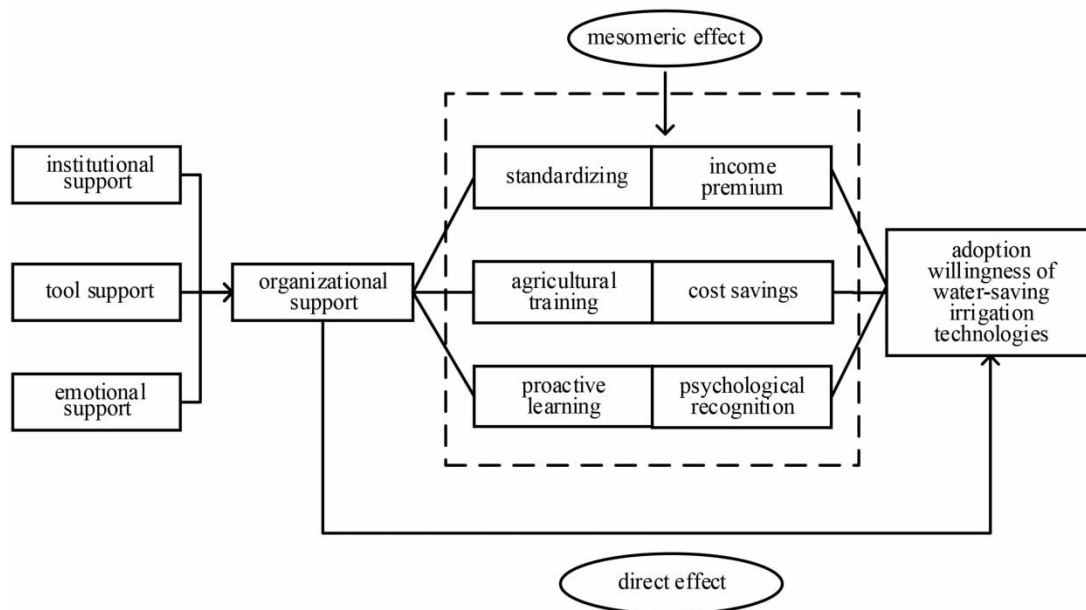 mesomeric effect
institutional
support
standardizing
income
premium
tool support
organizational
support
agricultural
training
cost savings
adoption
willingness of
water-saving
irrigation
technologies
emotional
support
proactive
learning
psychological
recognition
direct effect